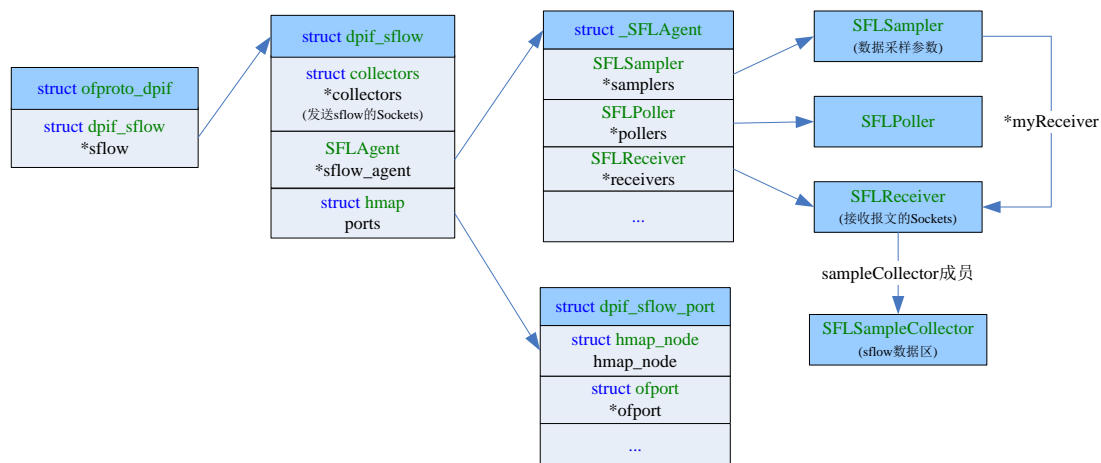 struct ofproto_dpif
struct dpif_sflow
*sflow
struct dpif_sflow
struct collectors
*collectors
(发送sflow的Sockets)
SFLAgent
*sflow_agent
struct hmap
ports
struct _SFLAgent
SFLSampler
*samplers
SFLPoller
*pollers
SFLReceiver
*receivers
...
struct dpif_sflow_port
struct hmap_node
hmap_node
struct ofport
*ofport
...
SFLSampler
(数据采样参数)
SFLPoller
*myReceiver
SFLReceiver
(接收报文的Sockets)
sampleCollector成员
SFLSampleCollector
(sflow数据区)